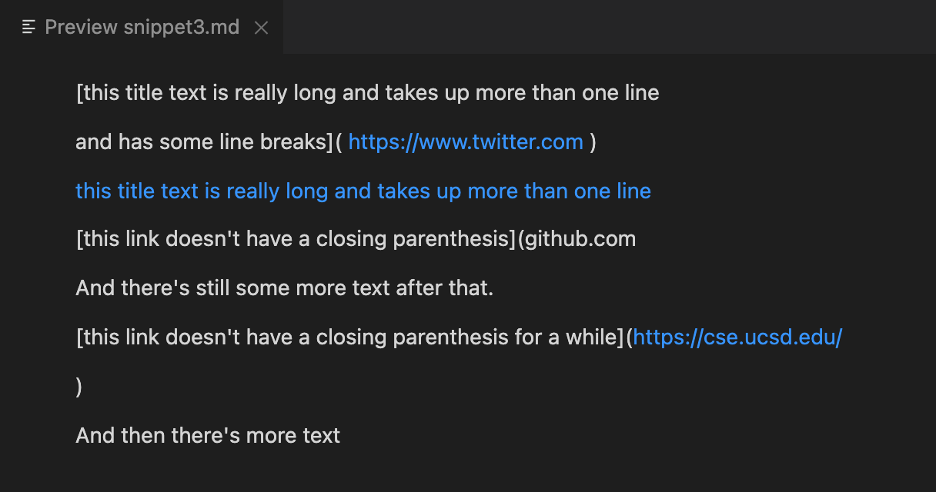 Preview snippet3.md
[this title text is really long and takes up more than one line
and has some line breaks]( https://www.twitter.com )
this title text is really long and takes up more than one line
[this link doesn't have a closing parenthesis](github.com
And there's still some more text after that.
[this link doesn't have a closing parenthesis for a while](https://cse.ucsd.edu/
)
And then there's more text